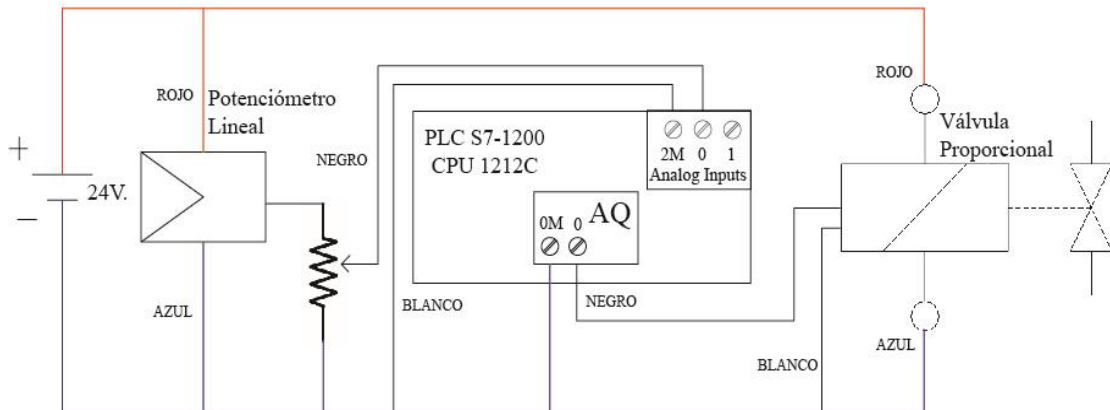 ROJO
Potenciómetro
Lineal
+
24V.
−
AZUL
NEGRO
PLC S7-1200
CPU 1212C
2M 0 1
Analog Inputs
0M 0
AQ
BLANCO
NEGRO
ROJO
Válvula
Proporcional
BLANCO
AZUL